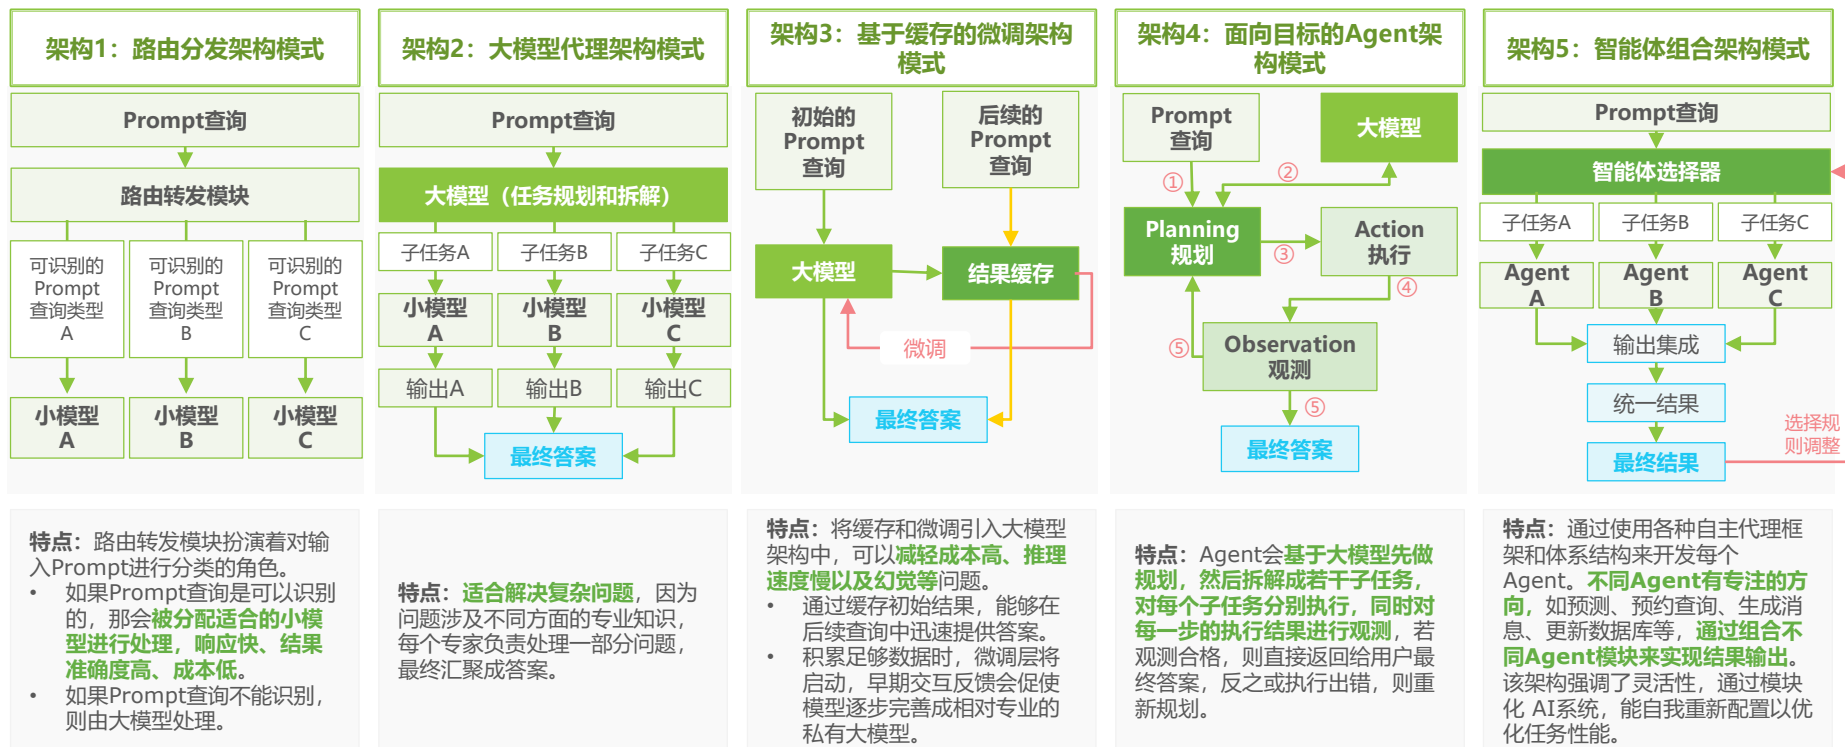 架构1：路由分发架构模式
Prompt查询
路由转发模块
可识别的
Prompt
查询类型
A
可识别的
Prompt
查询类型
B
可识别的
Prompt
查询类型
C
小模型
A
小模型
B
小模型
C
特点：路由转发模块扮演着对输
入Prompt进行分类的角色。
• 如果Prompt查询是可以识别
的，那会被分配适合的小模
型进行处理，响应快、结果
准确度高、成本低。
• 如果Prompt查询不能识别，
则由大模型处理。
架构2：大模型代理架构模式
Prompt查询
大模型（任务规划和拆解）
子任务A
子任务B
子任务C
小模型
A
小模型
B
小模型
C
输出A
输出B
输出C
最终答案
特点：适合解决复杂问题，因为
问题涉及不同方面的专业知识，
每个专家负责处理一部分问题，
最终汇聚成答案。
架构3：基于缓存的微调架构
模式
初始的
Prompt
查询
后续的
Prompt
查询
大模型
结果缓存
微调
最终答案
特点：将缓存和微调引入大模型
架构中，可以减轻成本高、推理
速度慢以及幻觉等问题。
• 通过缓存初始结果，能够在
后续查询中迅速提供答案。
• 积累足够数据时，微调层将
启动，早期交互反馈会促使
模型逐步完善成相对专业的
私有大模型。
架构4：面向目标的Agent架
构模式
Prompt
查询
大模型
①
②
Planning
规划
③
Action
执行
④
⑤
Observation
观测
⑤
最终答案
特点：Agent会基于大模型先做
规划，然后拆解成若干子任务，
对每个子任务分别执行，同时对
每一步的执行结果进行观测，若
观测合格，则直接返回给用户最
终答案，反之或执行出错，则重
新规划。
架构5：智能体组合架构模式
Prompt查询
智能体选择器
子任务A
子任务B
子任务C
Agent
A
Agent
B
Agent
C
输出集成
统一结果
最终结果
选择规
则调整
特点：通过使用各种自主代理框
架和体系结构来开发每个
Agent。不同Agent有专注的方
向，如预测、预约查询、生成消
息、更新数据库等，通过组合不
同Agent模块来实现结果输出。
该架构强调了灵活性，通过模块
化 AI系统，能自我重新配置以优
化任务性能。